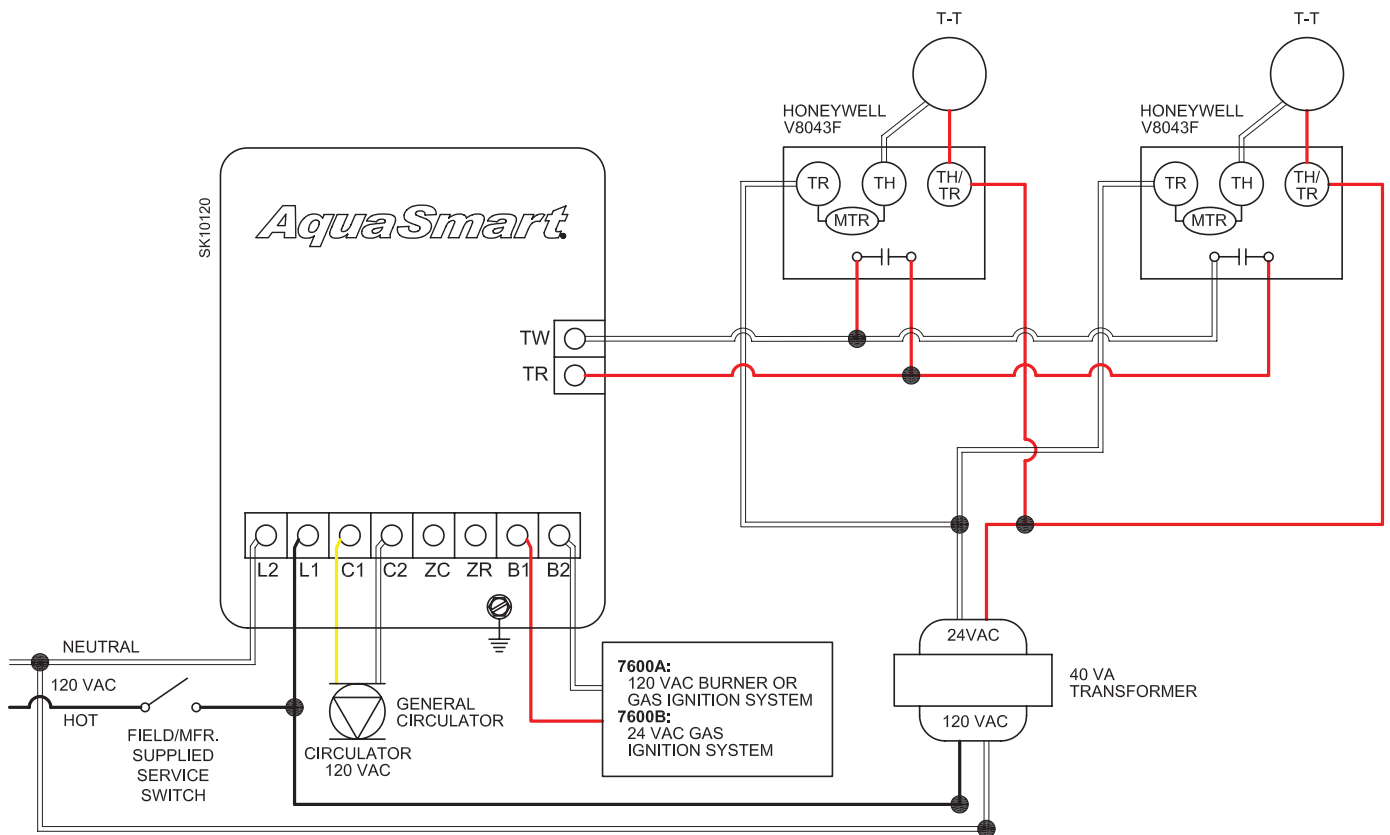 T-T
T-T
HONEYWELL
V8043F
HONEYWELL
V8043F
TR
TH
TH/
TR
MTR
TR
TH
TH/
TR
MTR
SK10120
AquaSmart
TW
TR
L2
L1
C1
C2
ZC
ZR
B1
B2
NEUTRAL
120 VAC
HOT
FIELD/MFR.
SUPPLIED
SERVICE
SWITCH
GENERAL
CIRCULATOR
CIRCULATOR
120 VAC
7600A:
120 VAC BURNER OR
GAS IGNITION SYSTEM
7600B:
24 VAC GAS
IGNITION SYSTEM
24VAC
40 VA
TRANSFORMER
120 VAC